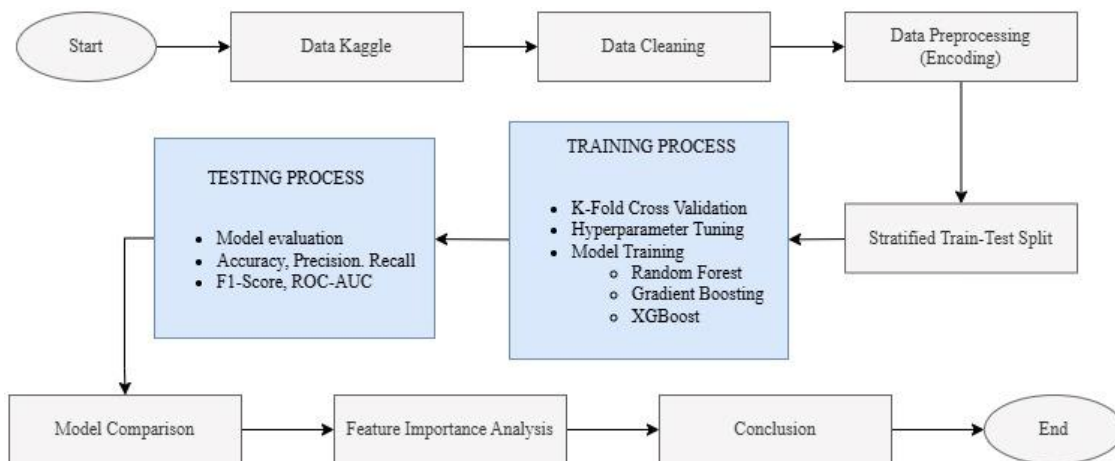 Start
Data Kaggle
Data Cleaning
Data Preprocessing
(Encoding)
Stratified Train-Test Split
TRAINING PROCESS
• K-Fold Cross Validation
• Hyperparameter Tuning
• Model Training
○ Random Forest
○ Gradient Boosting
○ XGBoost
TESTING PROCESS
• Model evaluation
• Accuracy, Precision. Recall
• F1-Score, ROC-AUC
Model Comparison
Feature Importance Analysis
Conclusion
End